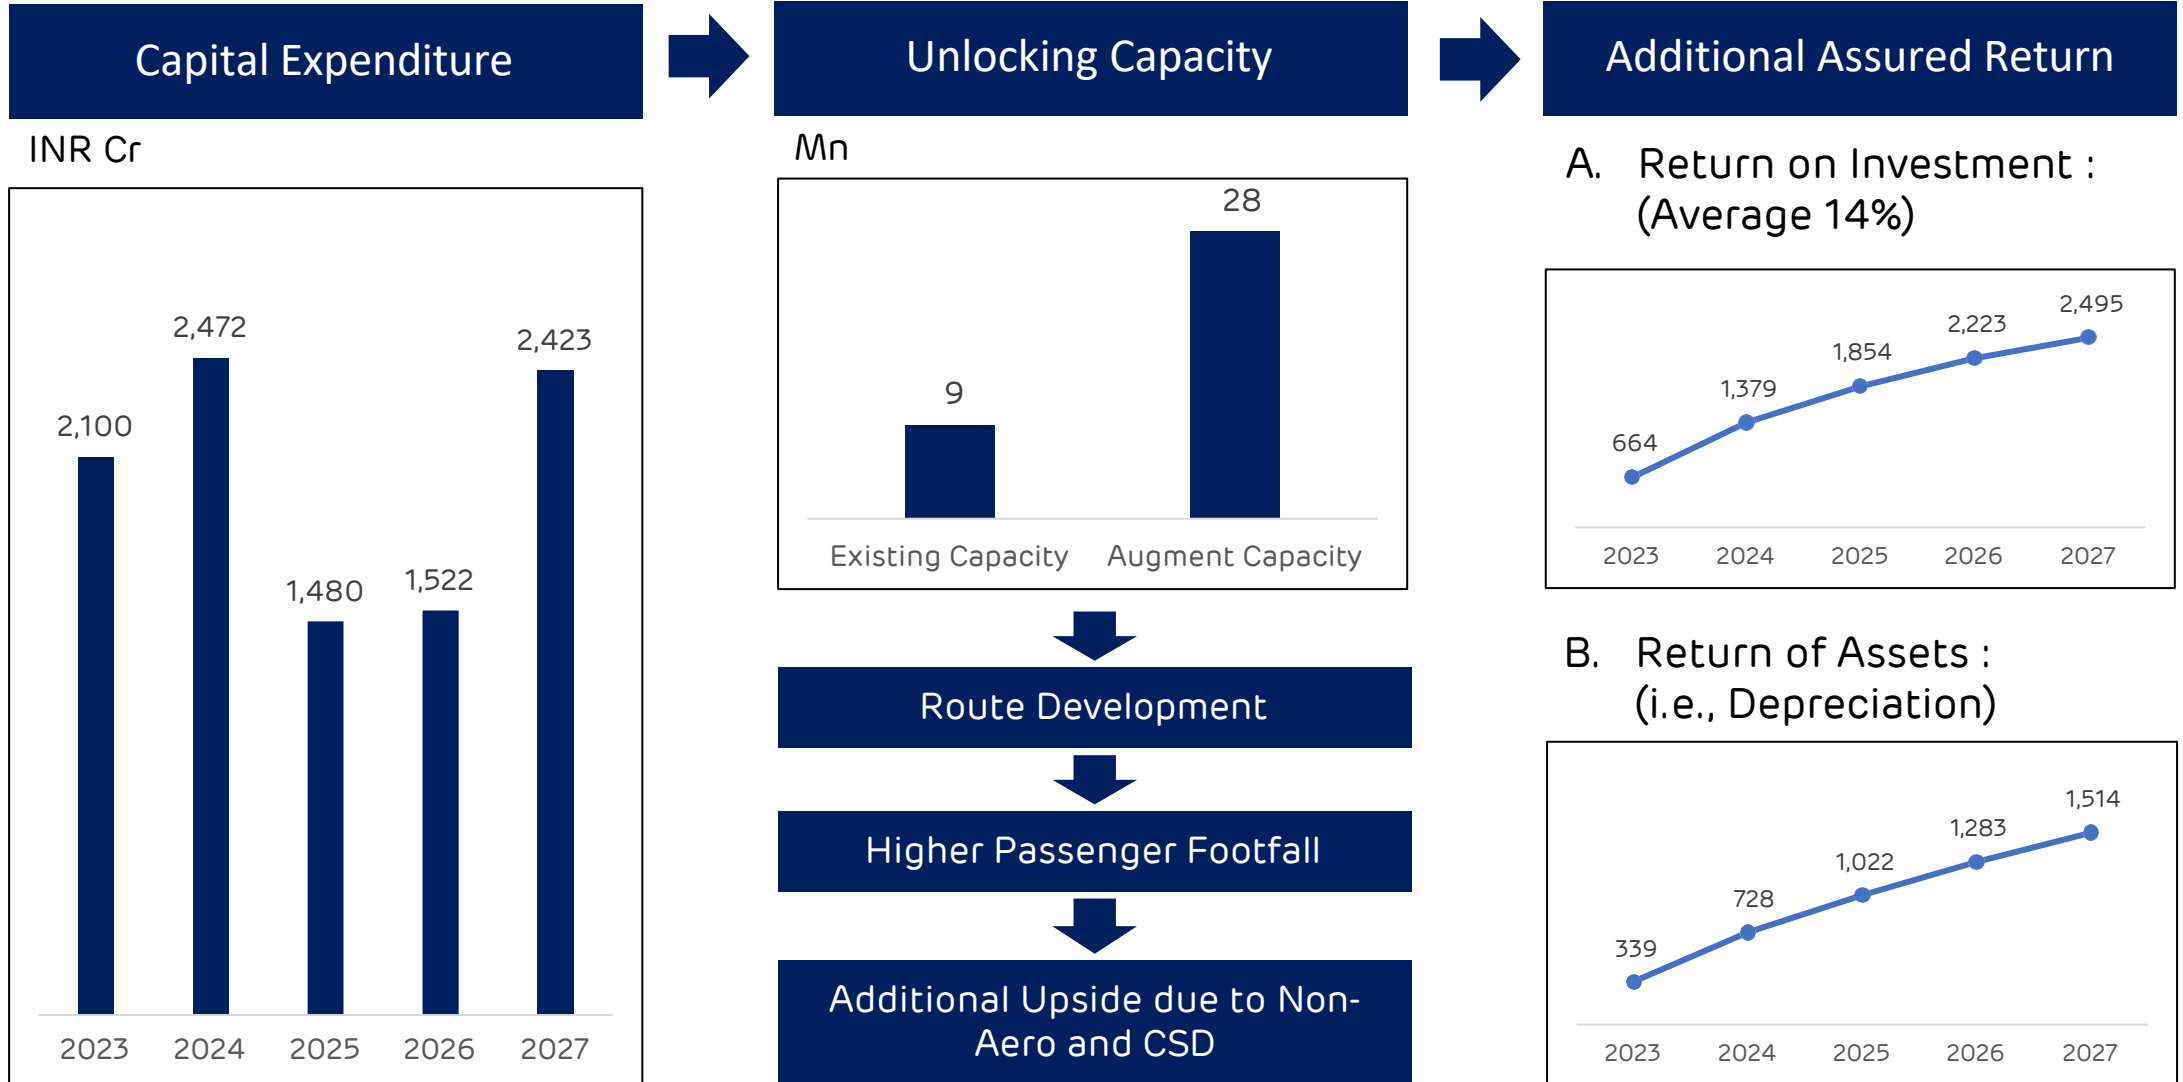 Capital Expenditure
INR Cr
2,100
2,472
1,480
1,522
2,423
2023 2024 2025 2026 2027
Unlocking Capacity
Mn
9
28
Existing Capacity Augment Capacity
Route Development
Higher Passenger Footfall
Additional Upside due to Non-
Aero and CSD
Additional Assured Return
A. Return on Investment :
(Average 14%)
664
1,379
1,854
2,223
2,495
2023 2024 2025 2026 2027
B. Return of Assets :
(i.e., Depreciation)
339
728
1,022
1,283
1,514
2023 2024 2025 2026 2027